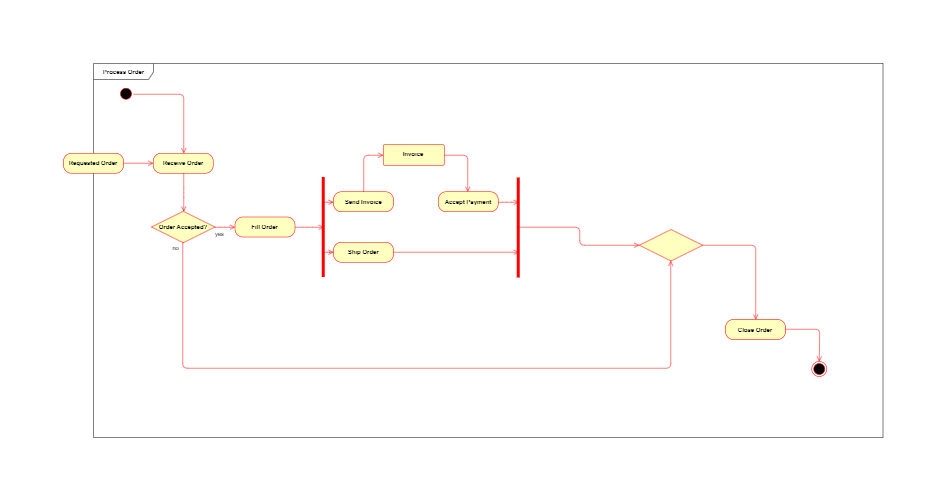 Process Order
Invoice
Requested Order
Receive Order
Send Invoice
Accept Payment
Order Accepted?
Fill Order
yes
no
Ship Order
Close Order